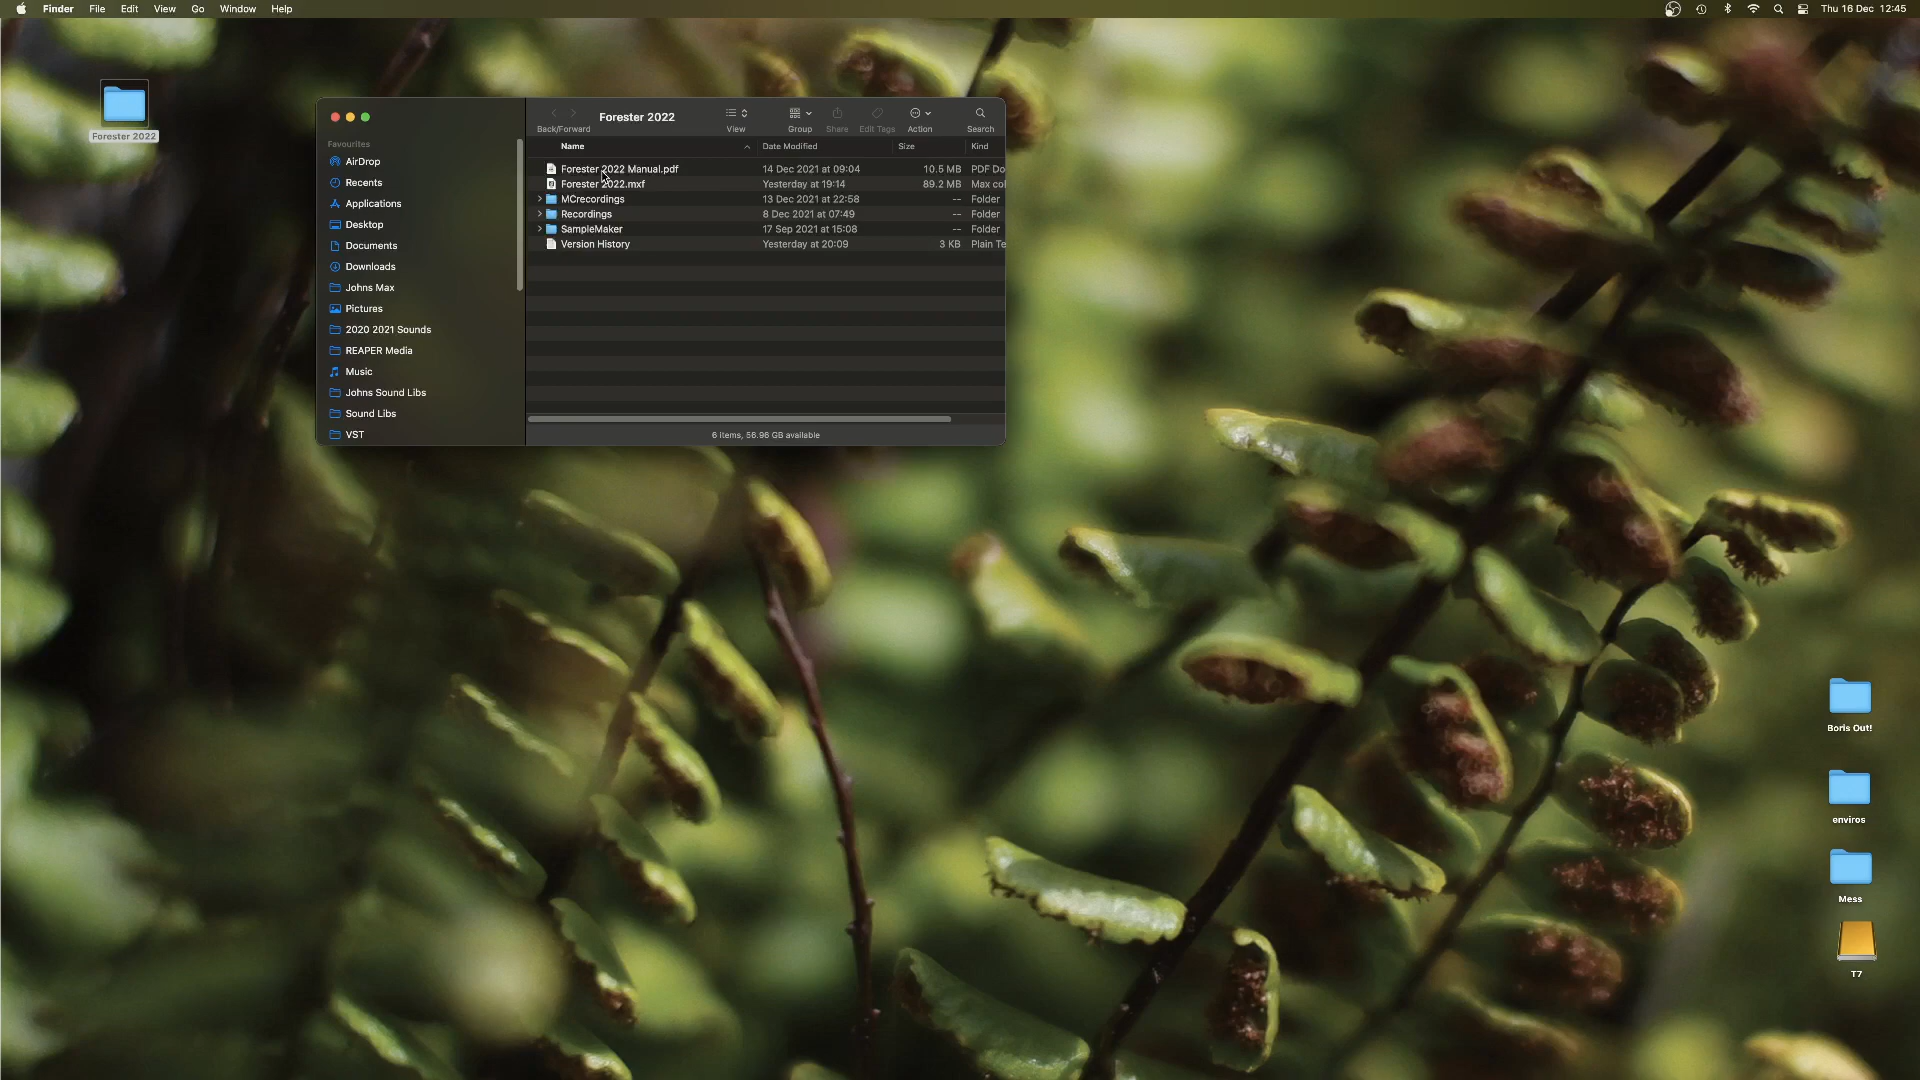 Finder File Edit View Go Window Help Thu 16 Dec 12:45
Forester 2022
Forester 2022
Back/Forward View Group Share Edit Tags Action Search
Favourites
AirDrop
Recents
Applications
Desktop
Documents
Downloads
Johns Max
Pictures
2020 2021 Sounds
REAPER Media
Music
Johns Sound Libs
Sound Libs
VST
Name Date Modified Size Kind
Forester 2022 Manual.pdf 14 Dec 2021 at 09:04 10.5 MB PDF Do
Forester 2022.mxf Yesterday at 19:14 89.2 MB Max col
MCrecordings 13 Dec 2021 at 22:58 -- Folder
Recordings 8 Dec 2021 at 07:49 -- Folder
SampleMaker 17 Sep 2021 at 15:08 -- Folder
Version History Yesterday at 20:09 3 KB Plain Te
6 items, 56.96 GB available
Boris Out!
enviros
Mess
T7